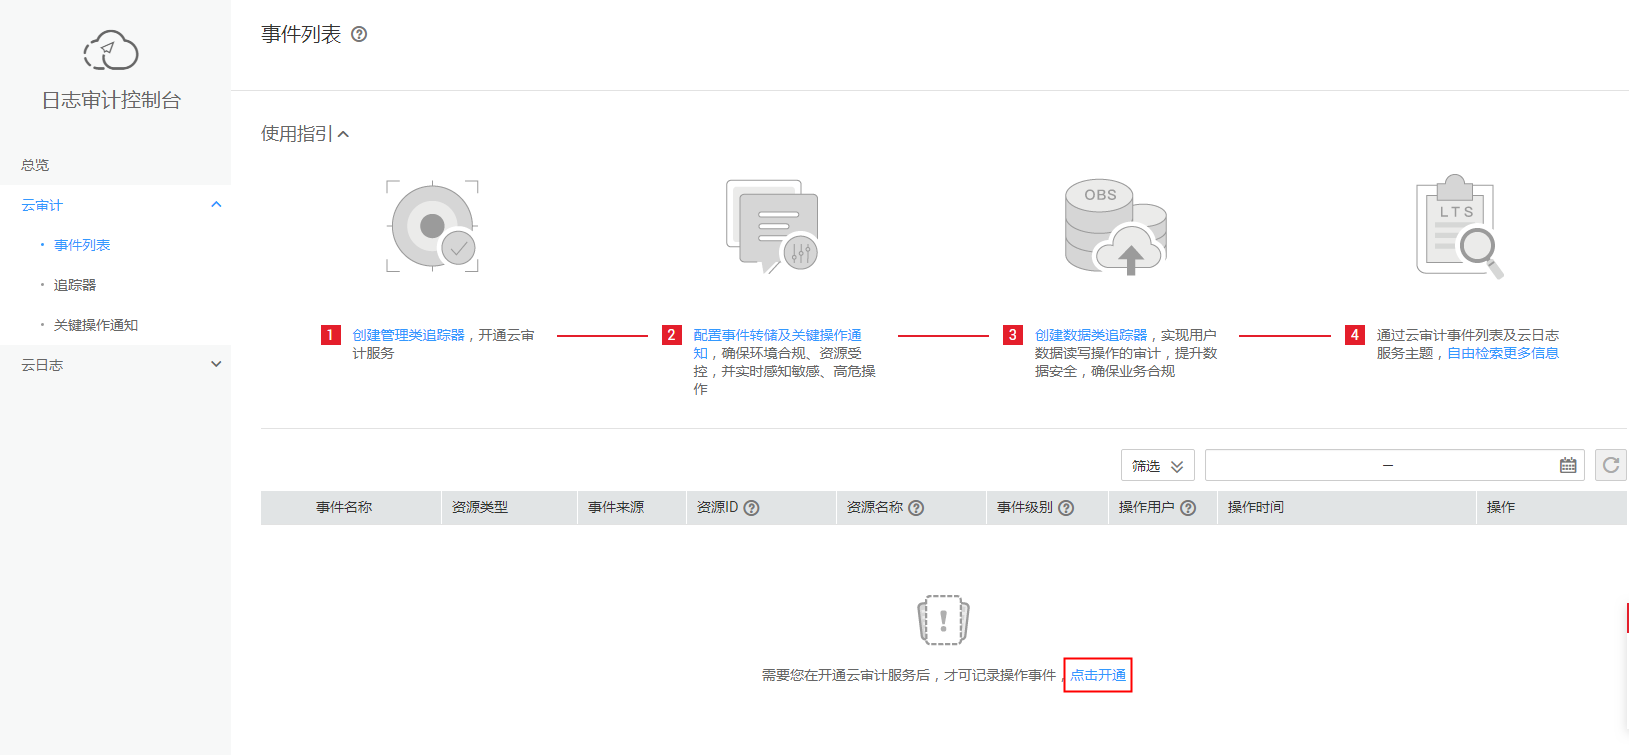 日志审计控制台
总览
云审计
事件列表
追踪器
关键操作通知
云日志
事件列表
使用指引
OBS
LTS
1
创建管理类追踪器，开通云审
计服务
2
配置事件转储及关键操作通
知，确保环境合规、资源受
控，并实时感知敏感、高危操
作
3
创建数据类追踪器，实现用户
数据读写操作的审计，提升数
据安全，确保业务合规
4
通过云审计事件列表及云日志
服务主题，自由检索更多信息
筛选
事件名称 资源类型 事件来源 资源ID 资源名称 事件级别 操作用户 操作时间 操作
需要您在开通云审计服务后，才可记录操作事件，点击开通